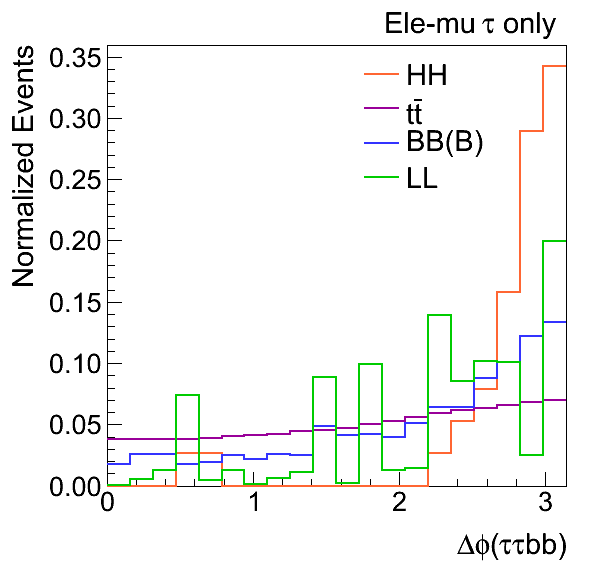 Ele-mu τ only
Normalized Events
0.35
0.30
0.25
0.20
0.15
0.10
0.05
0.00
HH
tt̄
BB(B)
LL
0 1 2 3
Δϕ(ττbb)